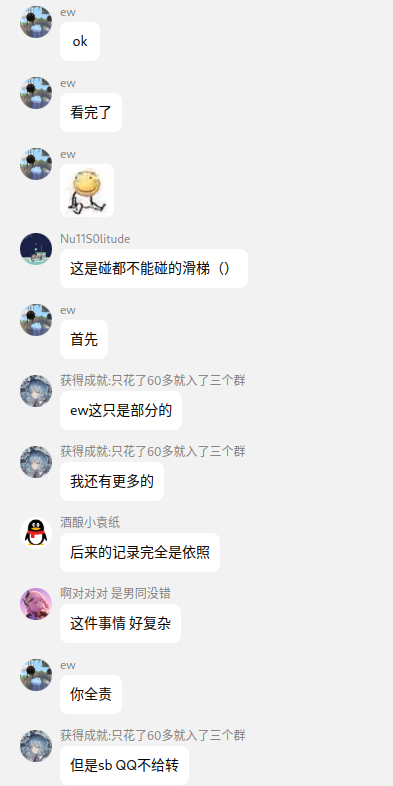 ew
ok
ew
看完了
ew
Nu11S0litude
这是碰都不能碰的滑梯（）
ew
首先
获得成就:只花了60多就入了三个群
ew这只是部分的
获得成就:只花了60多就入了三个群
我还有更多的
酒酿小袁纸
后来的记录完全是依照
啊对对对 是男同没错
这件事情 好复杂
ew
你全责
获得成就:只花了60多就入了三个群
但是sb QQ不给转